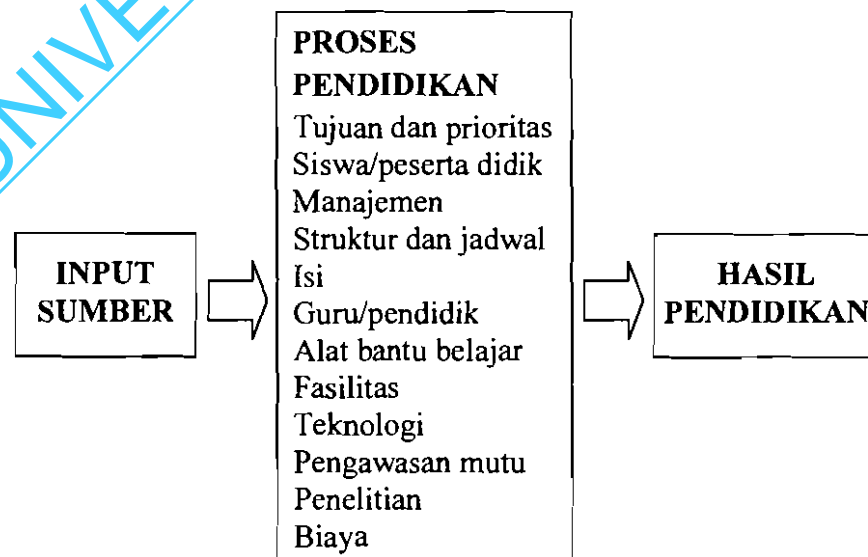 PROSES
PENDIDIKAN
Tujuan dan prioritas
Siswa/peserta didik
Manajemen
Struktur dan jadwal
Isi
Guru/pendidik
Alat bantu belajar
Fasilitas
Teknologi
Pengawasan mutu
Penelitian
Biaya
INPUT
SUMBER
HASIL
PENDIDIKAN